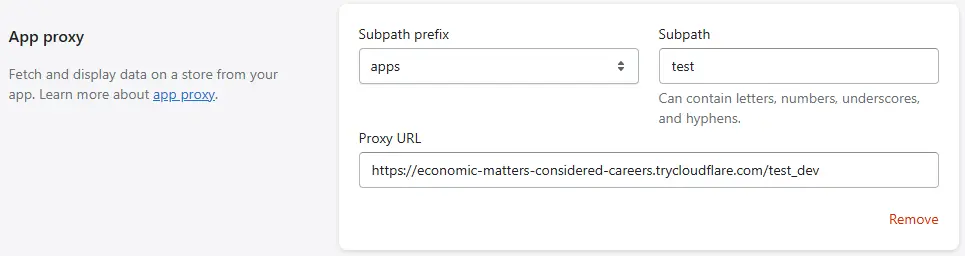 App proxy
Fetch and display data on a store from your
app. Learn more about app proxy.
Subpath prefix
apps
Subpath
test
Can contain letters, numbers, underscores,
and hyphens.
Proxy URL
https://economic-matters-considered-careers.trycloudflare.com/test_dev
Remove